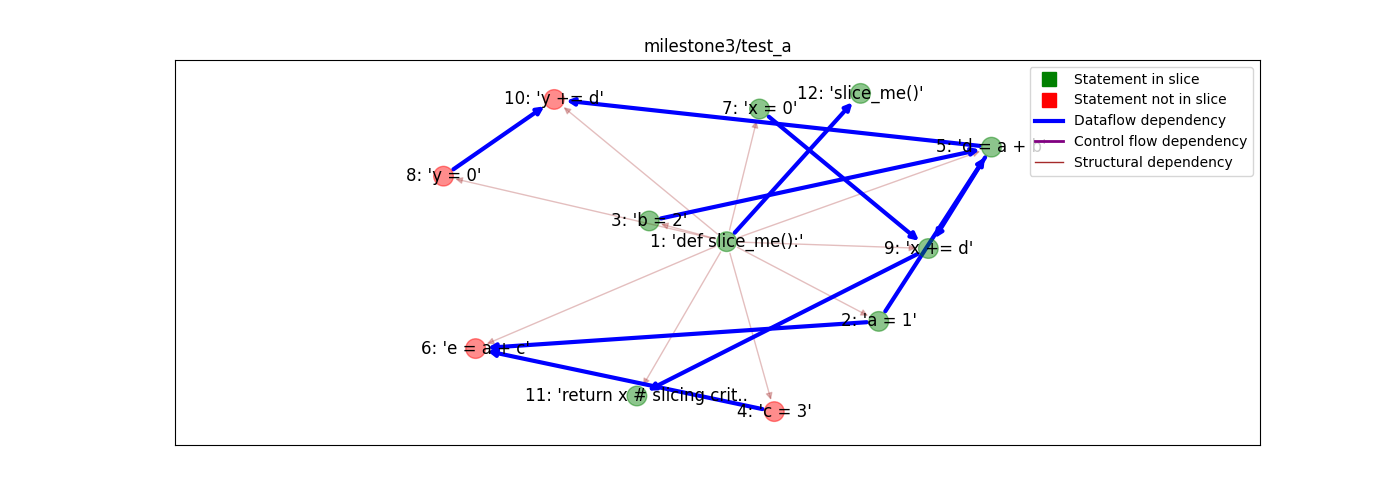 milestone3/test_a
12: 'slice_me()'
10: 'y += d'
7: 'x = 0'
Statement in slice
Statement not in slice
Dataflow dependency
Control flow dependency
Structural dependency
5: 'd = a + b'
8: 'y = 0'
3: 'b = 2'
1: 'def slice_me():'
9: 'x += d'
2: 'a = 1'
6: 'e = a + c'
11: 'return x # slicing crit..
4: 'c = 3'